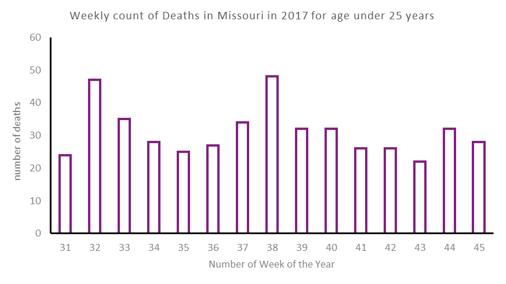 Weekly count of Deaths in Missouri in 2017 for age under 25 years
60
50
40
30
20
10
0
number of deaths
31 32 33 34 35 36 37 38 39 40 41 42 43 44 45
Number of Week of the Year